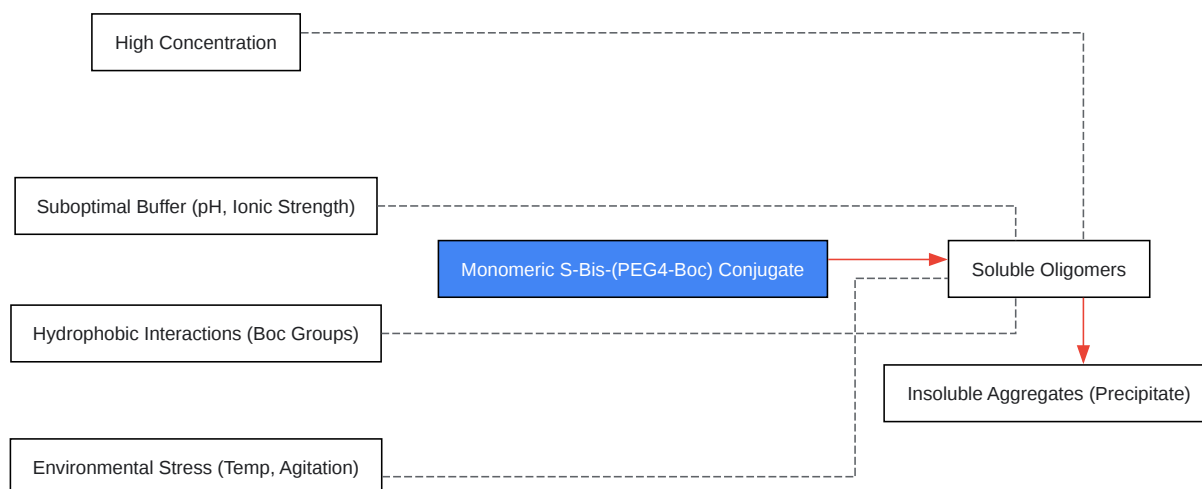 High Concentration
Suboptimal Buffer (pH, Ionic Strength)
Monomeric S-Bis-(PEG4-Boc) Conjugate
Soluble Oligomers
Hydrophobic Interactions (Boc Groups)
Insoluble Aggregates (Precipitate)
Environmental Stress (Temp, Agitation)